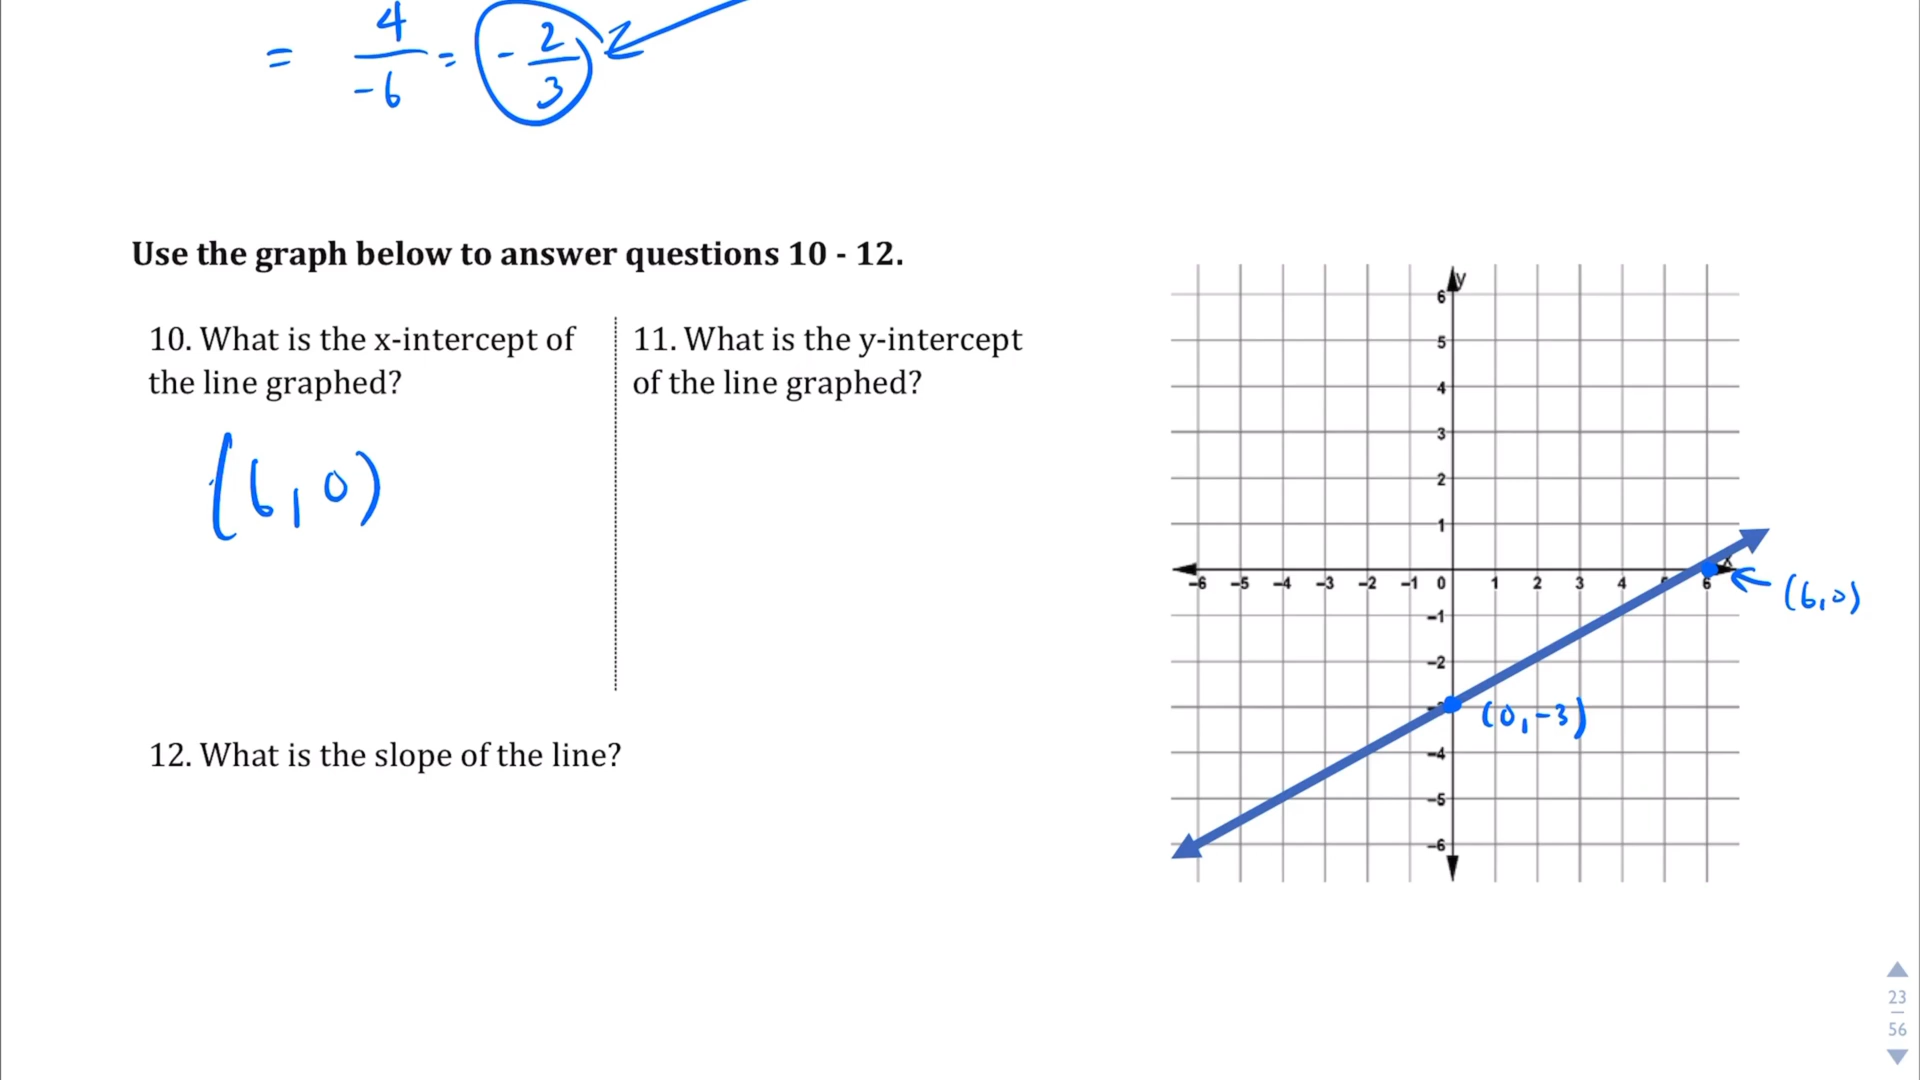 = 4/-6 = -2/3
Use the graph below to answer questions 10 - 12.
10. What is the x-intercept of
the line graphed?
(6,0)
11. What is the y-intercept
of the line graphed?
12. What is the slope of the line?
y
6
5
4
3
2
1
-6 -5 -4 -3 -2 -1 0 1 2 3 4 6
x
(6,0)
-1
-2
(0,-3)
-4
-5
-6
23
56